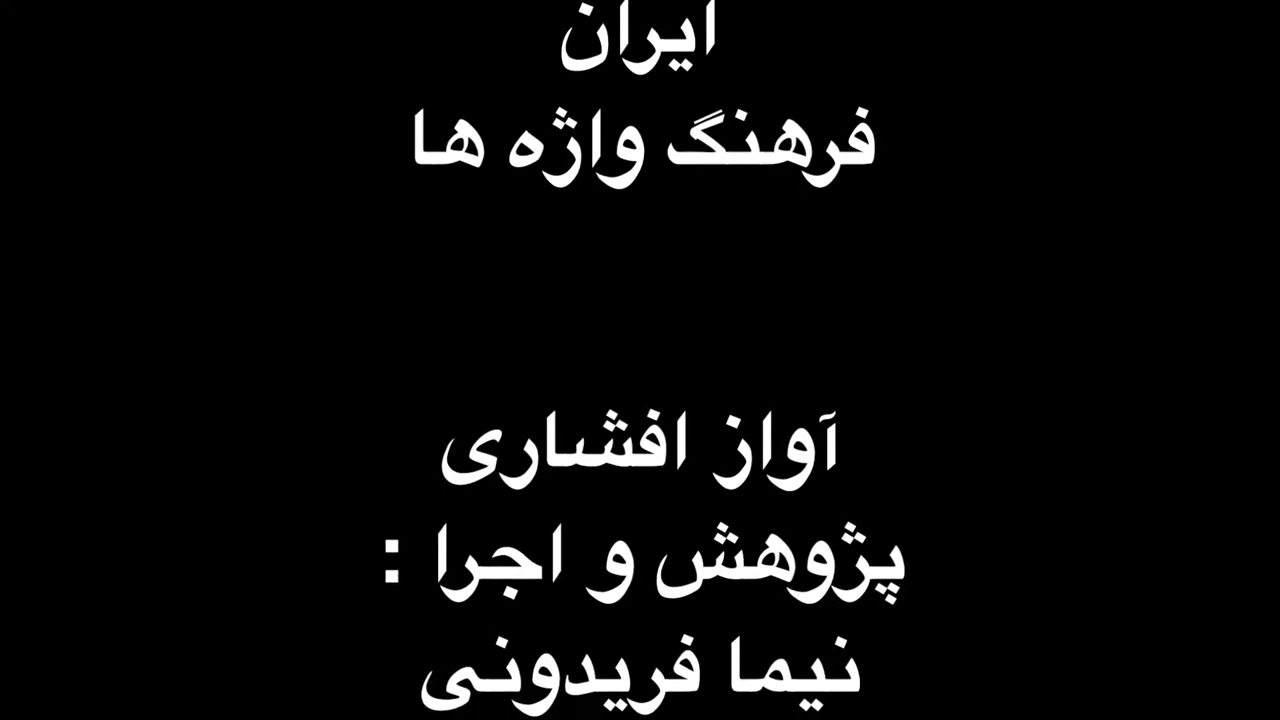 ایران
فرهنگ واژه ها
آواز افشاری
پژوهش و اجرا :
نیما فریدونی